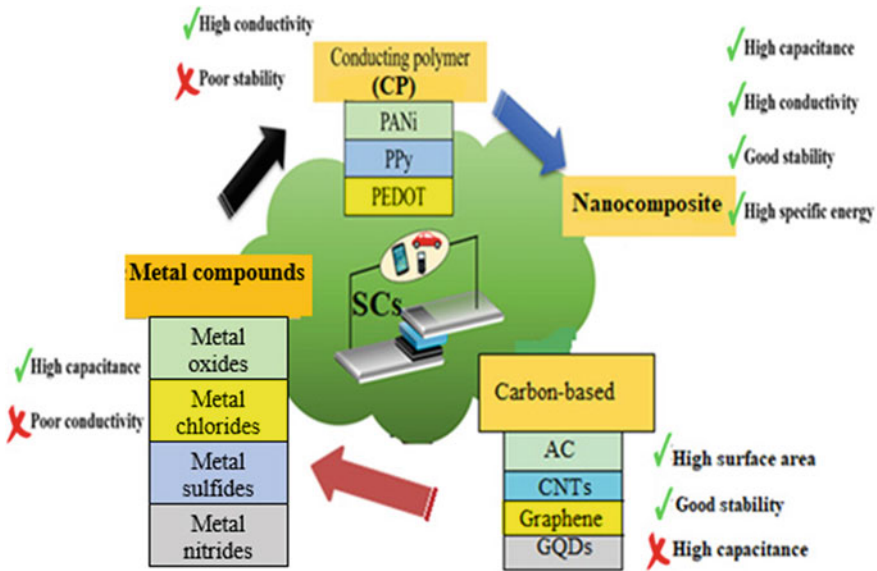 High conductivity
Poor stability
Conducting polymer
(CP)
PANi
PPy
PEDOT
High capacitance
High conductivity
Good stability
High specific energy
Nanocomposite
Metal compounds
Metal
oxides
Metal
chlorides
Metal
sulfides
Metal
nitrides
High capacitance
Poor conductivity
SCs
Carbon-based
AC
CNTs
Graphene
GQDs
High surface area
Good stability
High capacitance